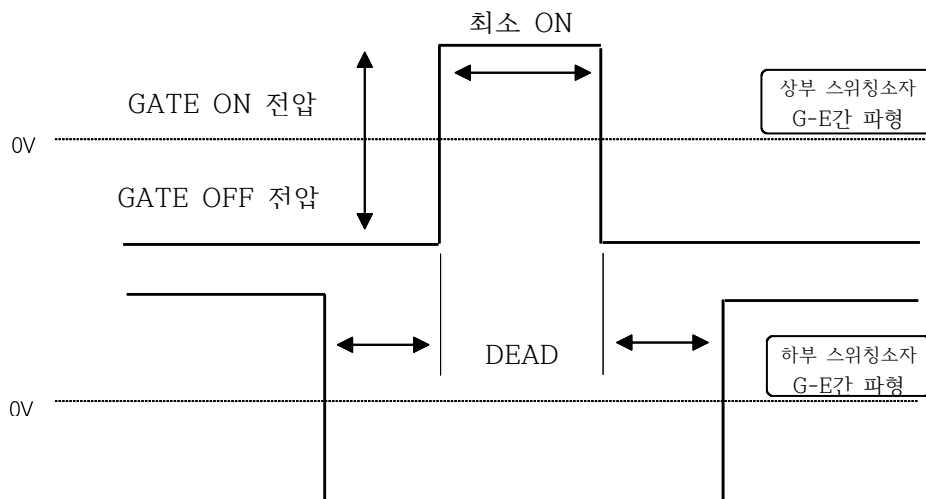 최소 ON
GATE ON 전압
상부 스위칭소자
G-E간 파형
0V
GATE OFF 전압
DEAD
하부 스위칭소자
G-E간 파형
0V